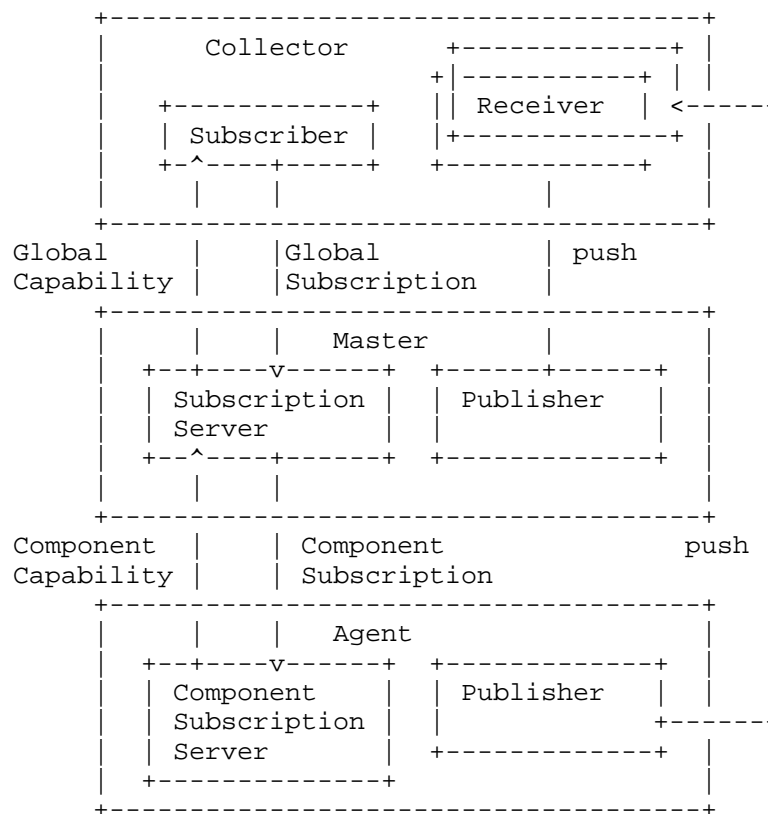 Collector
Receiver
Subscriber
Global Global push
Capability Subscription
Master
Subscription Publisher
Server
Component Component push
Capability Subscription
Agent
Component Publisher
Subscription
Server